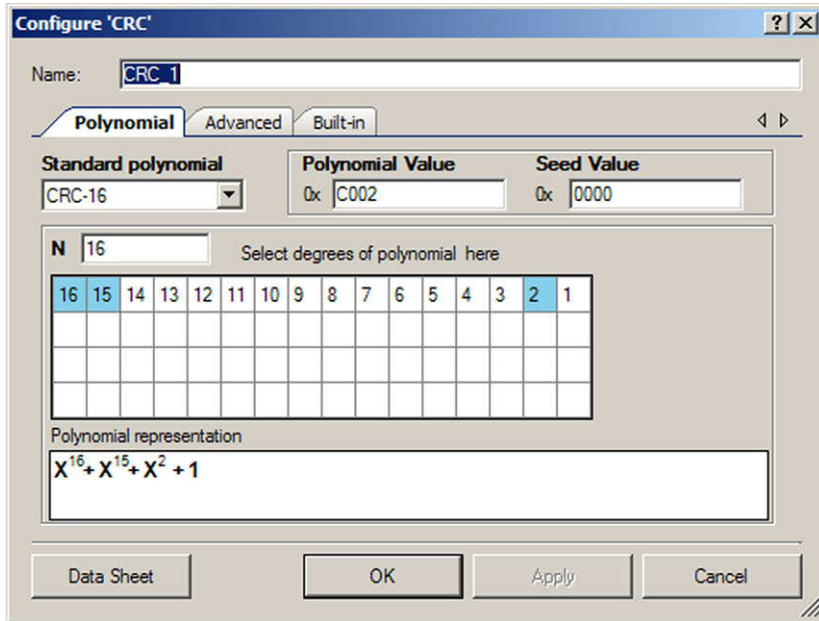 Configure 'CRC'
Name: CRC_1
Polynomial Advanced Built-in
Standard polynomial Polynomial Value Seed Value
CRC-16 0x C002 0x 0000
N 16 Select degrees of polynomial here
16 15 14 13 12 11 10 9 8 7 6 5 4 3 2 1
Polynomial representation
X¹⁶+ X¹⁵+ X² + 1
Data Sheet OK Apply Cancel